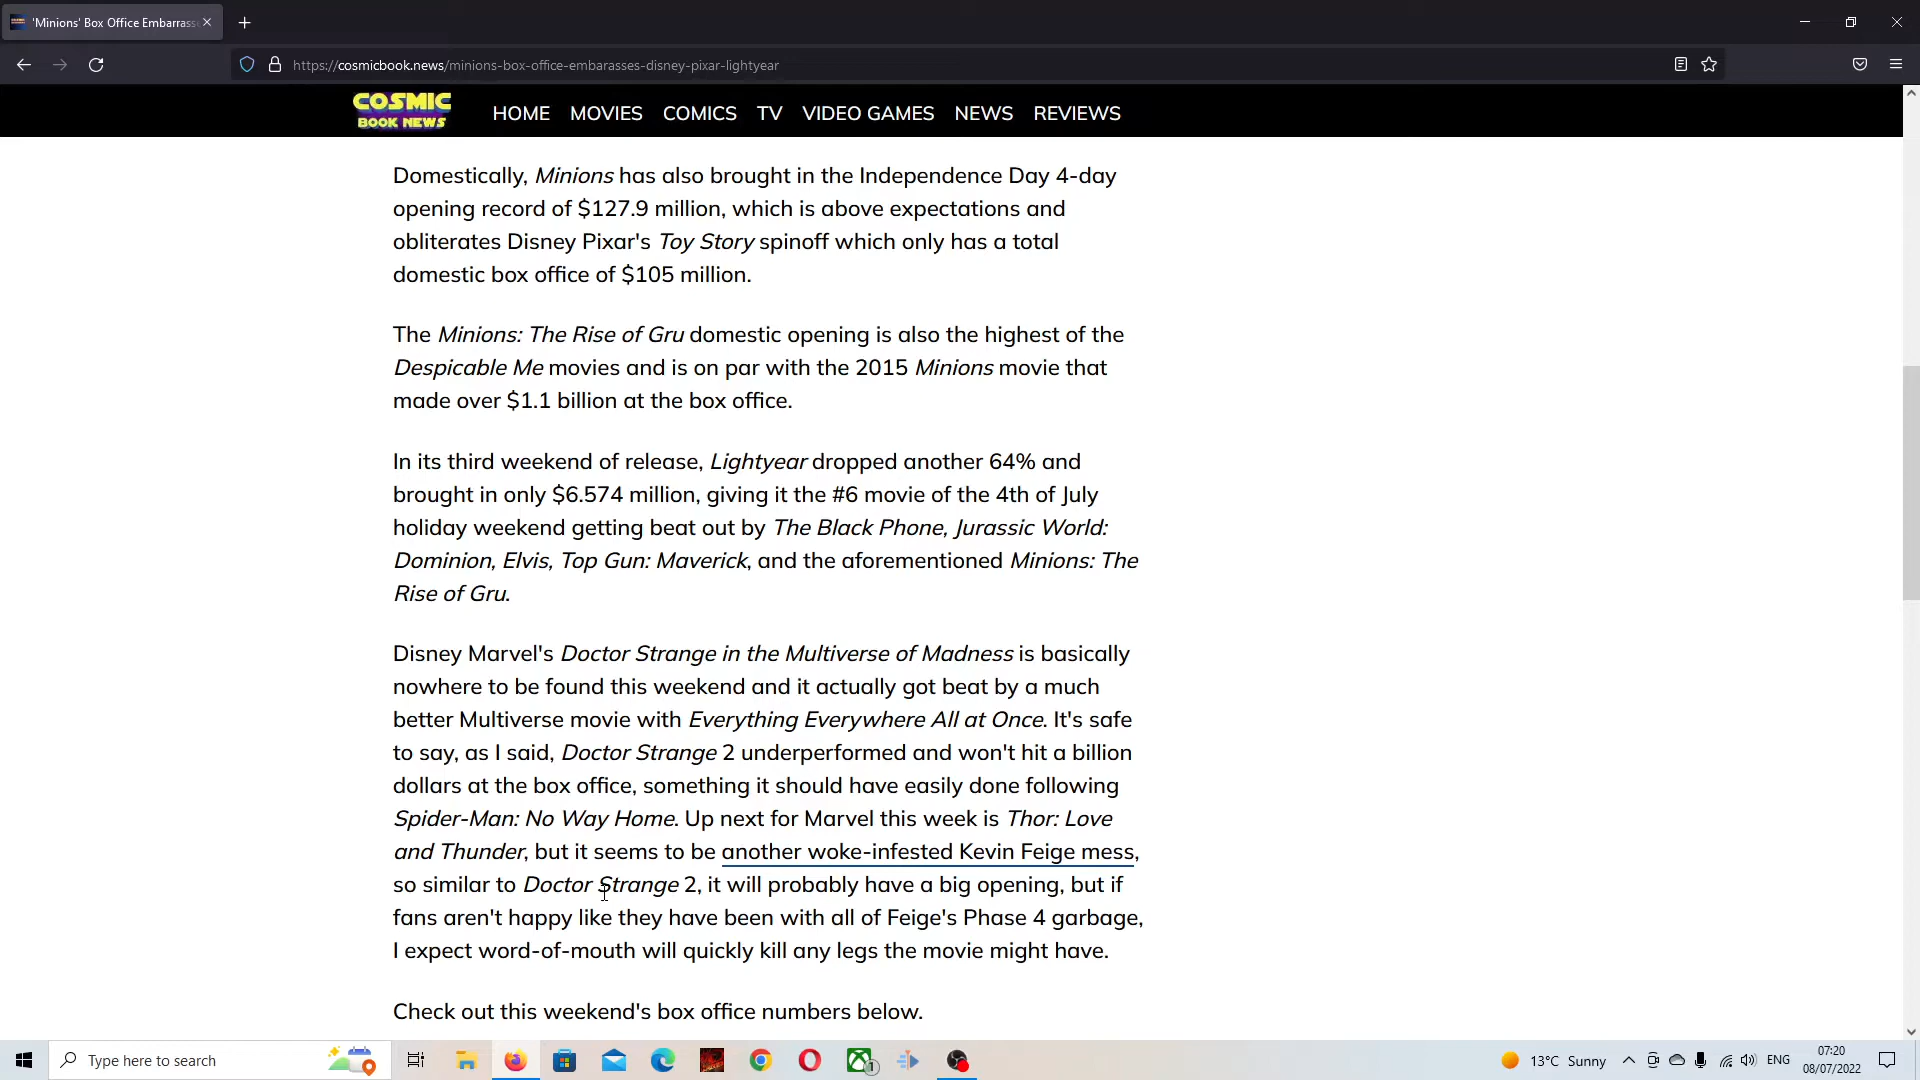 'Minions' Box Office Embarrass
https://cosmicbook.news/minions-box-office-embarasses-disney-pixar-lightyear
COSMIC
BOOK NEWS
HOME MOVIES COMICS TV VIDEO GAMES NEWS REVIEWS
Domestically, Minions has also brought in the Independence Day 4-day
opening record of $127.9 million, which is above expectations and
obliterates Disney Pixar's Toy Story spinoff which only has a total
domestic box office of $105 million.
The Minions: The Rise of Gru domestic opening is also the highest of the
Despicable Me movies and is on par with the 2015 Minions movie that
made over $1.1 billion at the box office.
In its third weekend of release, Lightyear dropped another 64% and
brought in only $6.574 million, giving it the #6 movie of the 4th of July
holiday weekend getting beat out by The Black Phone, Jurassic World:
Dominion, Elvis, Top Gun: Maverick, and the aforementioned Minions: The
Rise of Gru.
Disney Marvel's Doctor Strange in the Multiverse of Madness is basically
nowhere to be found this weekend and it actually got beat by a much
better Multiverse movie with Everything Everywhere All at Once. It's safe
to say, as I said, Doctor Strange 2 underperformed and won't hit a billion
dollars at the box office, something it should have easily done following
Spider-Man: No Way Home. Up next for Marvel this week is Thor: Love
and Thunder, but it seems to be another woke-infested Kevin Feige mess,
so similar to Doctor Strange 2, it will probably have a big opening, but if
fans aren't happy like they have been with all of Feige's Phase 4 garbage,
I expect word-of-mouth will quickly kill any legs the movie might have.
Check out this weekend's box office numbers below.
Type here to search
1
13°C Sunny
ENG
07:20
08/07/2022